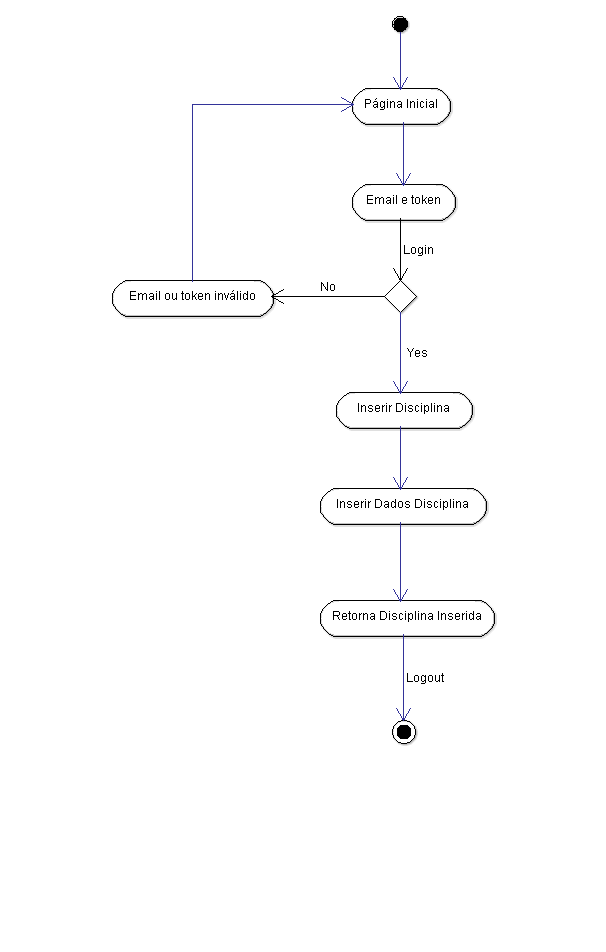 Página Inicial
Email e token
Login
No
Email ou token inválido
Yes
Inserir Disciplina
Inserir Dados Disciplina
Retorna Disciplina Inserida
Logout